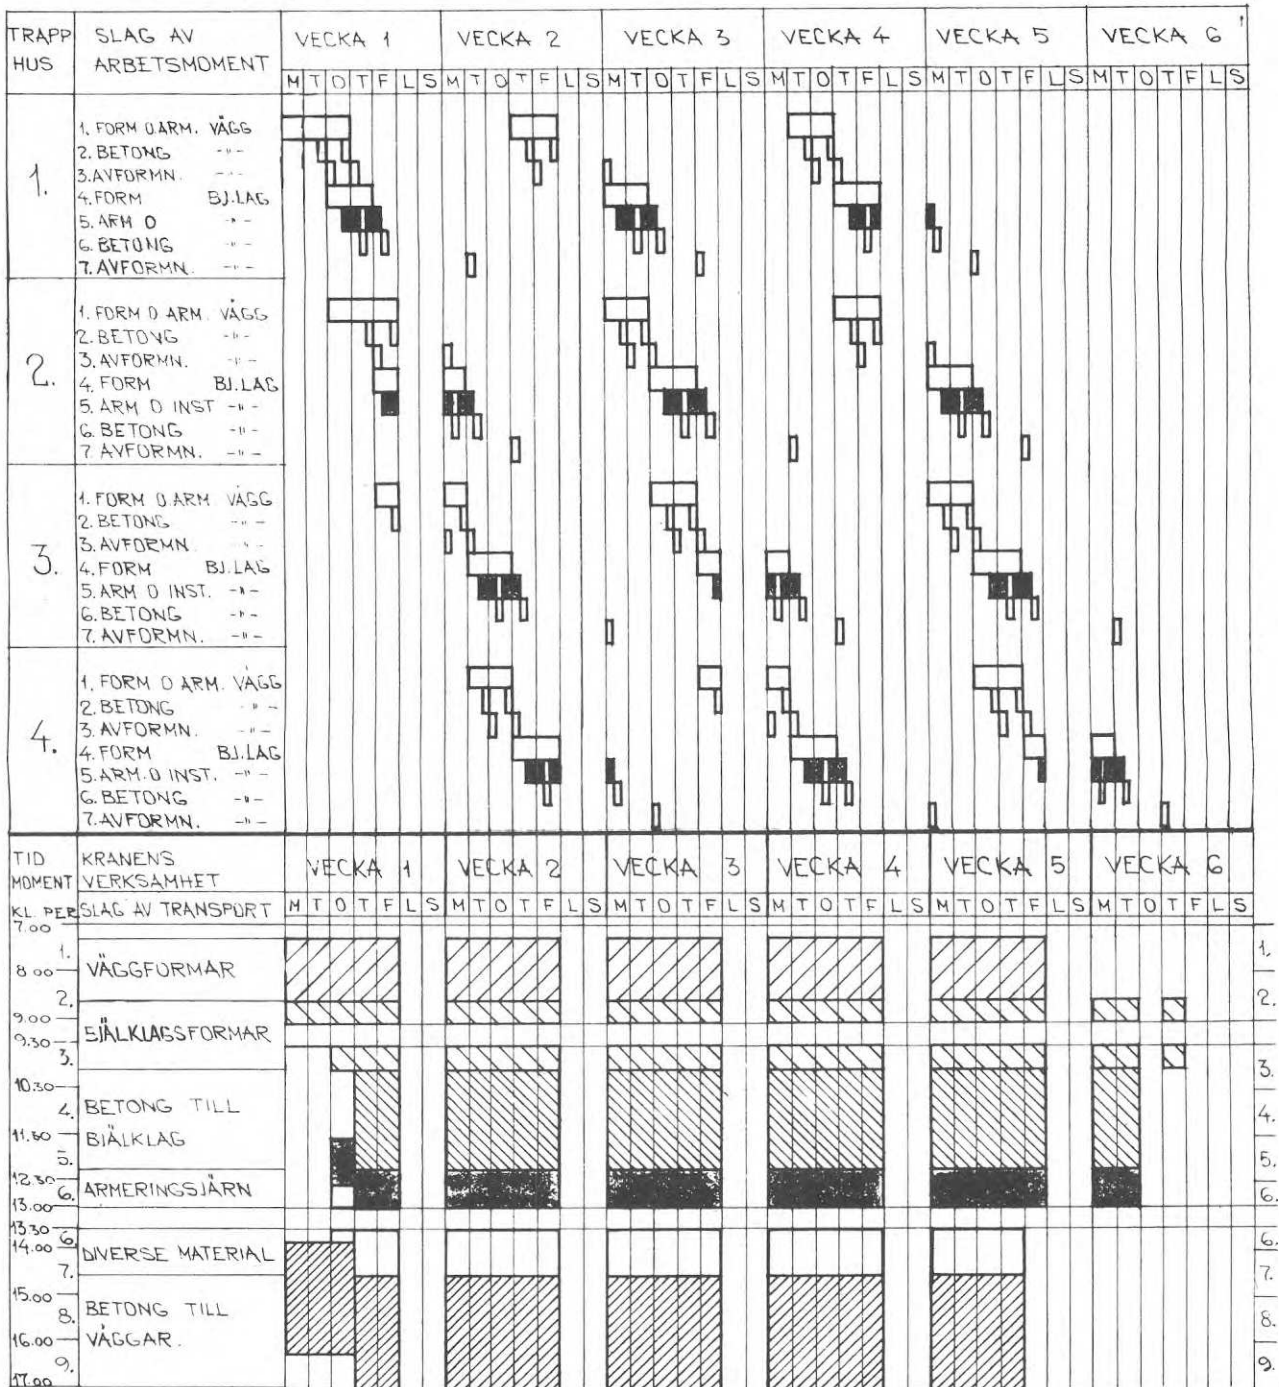 TRAPP SLAG AV VECKA 1 VECKA 2 VECKA 3 VECKA 4 VECKA 5 VECKA 6
HUS ARBETSMOMENT
M T O T F L S M T O T F L S M T O T F L S M T O T F L S M T O T F L S M T O T F L S
1.
1. FORM O.ARM. VÄGG
2. BETONG -"-
3. AVFORMN. -"-
4. FORM BJ.LAG
5. ARM O -"-
6. BETONG -"-
7. AVFORMN. -"-
2.
1. FORM O ARM. VÄGG
2. BETONG -"-
3. AVFORMN. -"-
4. FORM BJ.LAG
5. ARM O INST -"-
6. BETONG -"-
7. AVFORMN. -"-
3.
1. FORM O.ARM VÄGG
2. BETONG -"-
3. AVFORMN. -"-
4. FORM BJ.LAG
5. ARM O INST. -"-
6. BETONG -"-
7. AVFORMN. -"-
4.
1. FORM O ARM. VÄGG
2. BETONG -"-
3. AVFORMN. -"-
4. FORM BJ.LAG
5. ARM. O INST. -"-
6. BETONG -"-
7. AVFORMN. -"-
TID KRANENS VECKA 1 VECKA 2 VECKA 3 VECKA 4 VECKA 5 VECKA 6
MOMENT VERKSAMHET
KL. PER SLAG AV TRANSPORT M T O T F L S M T O T F L S M T O T F L S M T O T F L S M T O T F L S M T O T F L S
7.00
1. 1.
8 00 VÄGGFORMAR
2. 2.
9.00
9.30 BJÄLKLAGSFORMAR
3. 3.
10.30
4. BETONG TILL 4.
11.30 BJÄLKLAG
5. 5.
12.30
6. ARMERINGSJÄRN 6.
13.00
13.30
6. 6.
14.00 DIVERSE MATERIAL
7. 7.
15.00
8. BETONG TILL 8.
16.00 VÄGGAR.
9. 9.
17.00